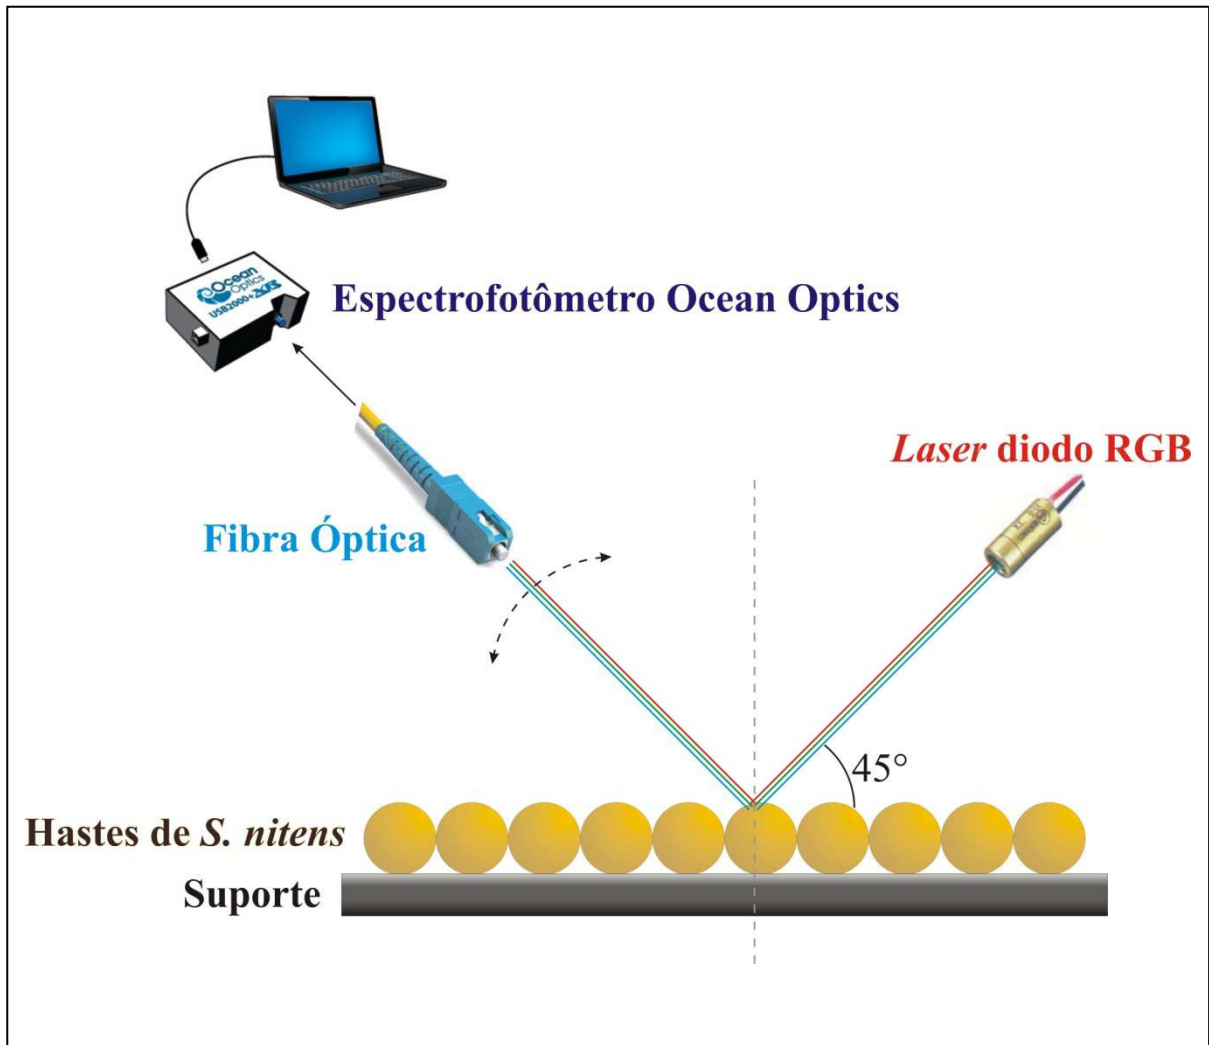 Ocean
Optics
USB2000+
Espectrofotômetro Ocean Optics
Laser diodo RGB
Fibra Óptica
45°
Hastes de S. nitens
Suporte